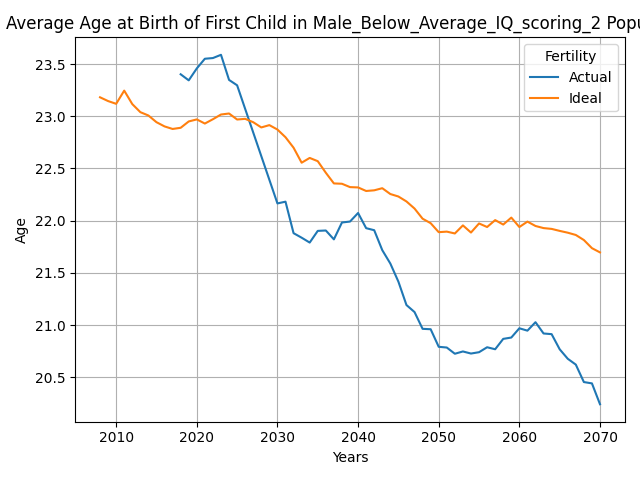 Average Age at Birth of First Child in Male_Below_Average_IQ_scoring_2
Fertility
Actual
Ideal
23.5
23.0
22.5
22.0
21.5
21.0
20.5
Age
2010 2020 2030 2040 2050 2060 2070
Years